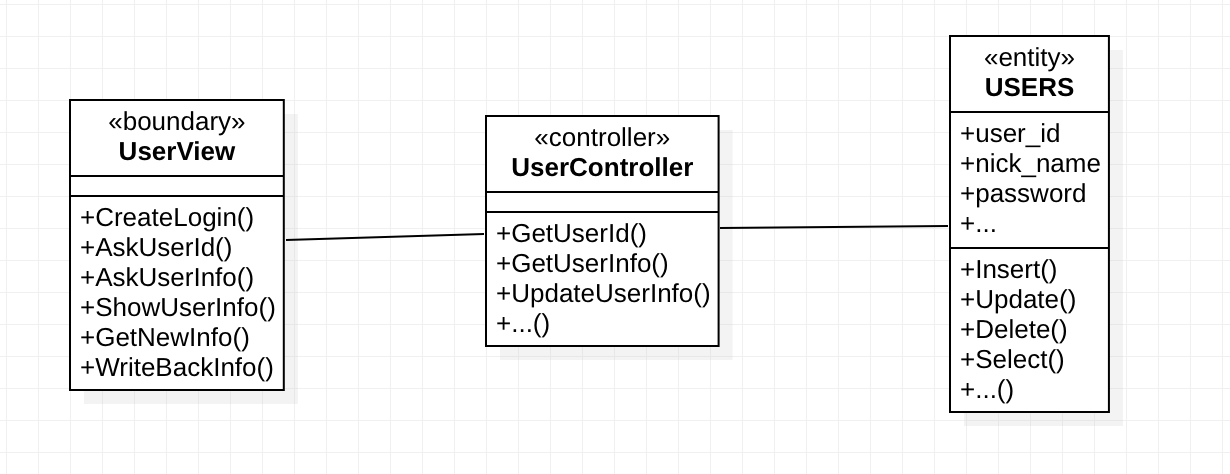 «boundary»
UserView
+CreateLogin()
+AskUserId()
+AskUserInfo()
+ShowUserInfo()
+GetNewInfo()
+WriteBackInfo()
«controller»
UserController
+GetUserId()
+GetUserInfo()
+UpdateUserInfo()
+...()
«entity»
USERS
+user_id
+nick_name
+password
+...
+Insert()
+Update()
+Delete()
+Select()
+...()